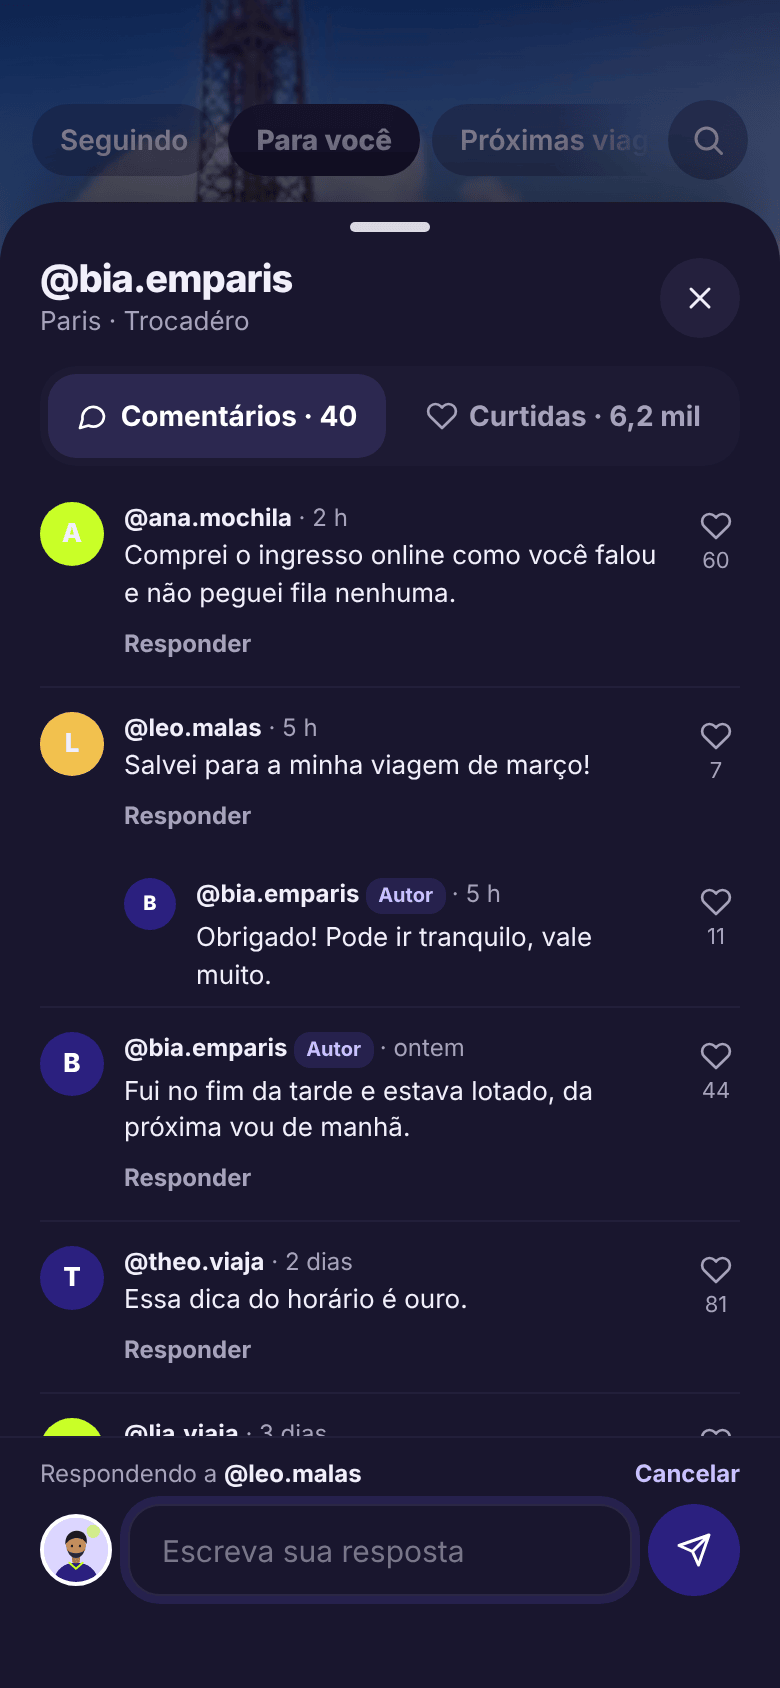 Seguindo
Para você
Próximas viag
@bia.emparis
Paris · Trocadéro
Comentários · 40
Curtidas · 6,2 mil
A
@ana.mochila · 2 h
Comprei o ingresso online como você falou
e não peguei fila nenhuma.
60
Responder
L
@leo.malas · 5 h
Salvei para a minha viagem de março!
7
Responder
B
@bia.emparis Autor · 5 h
Obrigado! Pode ir tranquilo, vale
muito.
11
B
@bia.emparis Autor · ontem
Fui no fim da tarde e estava lotado, da
próxima vou de manhã.
44
Responder
T
@theo.viaja · 2 dias
Essa dica do horário é ouro.
81
Responder
@lia.viaja · 3 dias
Respondendo a @leo.malas
Cancelar
Escreva sua resposta